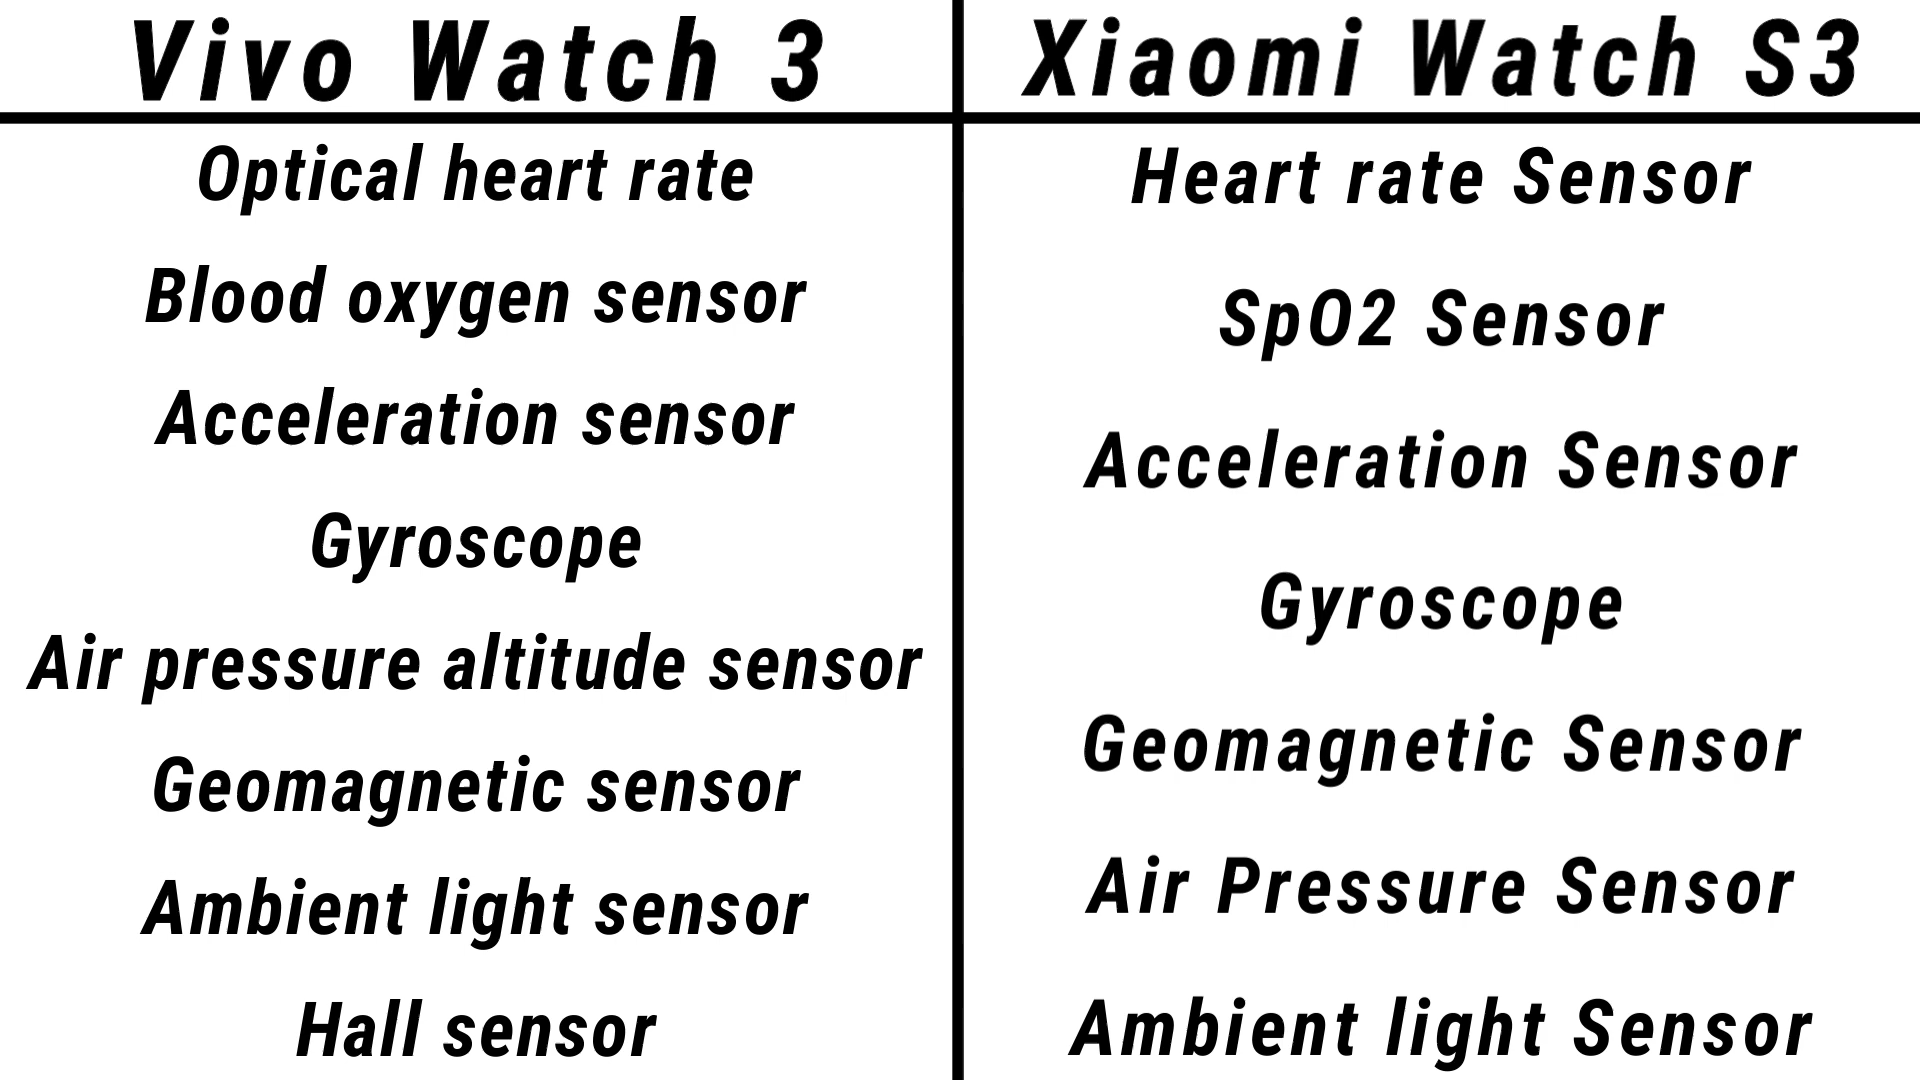 Vivo Watch 3
Optical heart rate
Blood oxygen sensor
Acceleration sensor
Gyroscope
Air pressure altitude sensor
Geomagnetic sensor
Ambient light sensor
Hall sensor
Xiaomi Watch S3
Heart rate Sensor
SpO2 Sensor
Acceleration Sensor
Gyroscope
Geomagnetic Sensor
Air Pressure Sensor
Ambient light Sensor